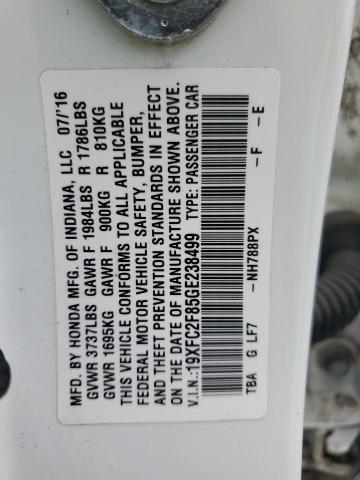 MFD. BY HONDA MFG. OF INDIANA, LLC 07/'16
GVWR 3737LBS GAWR F 1984LBS R 1786LBS
GVWR 1695KG GAWR F 900KG R 810KG
THIS VEHICLE CONFORMS TO ALL APPLICABLE
FEDERAL MOTOR VEHICLE SAFETY, BUMPER,
AND THEFT PREVENTION STANDARDS IN EFFECT
ON THE DATE OF MANUFACTURE SHOWN ABOVE.
V.I.N.:19XFC2F85GE238499 TYPE: PASSENGER CAR
TBA G LF7 -NH788PX -F -E